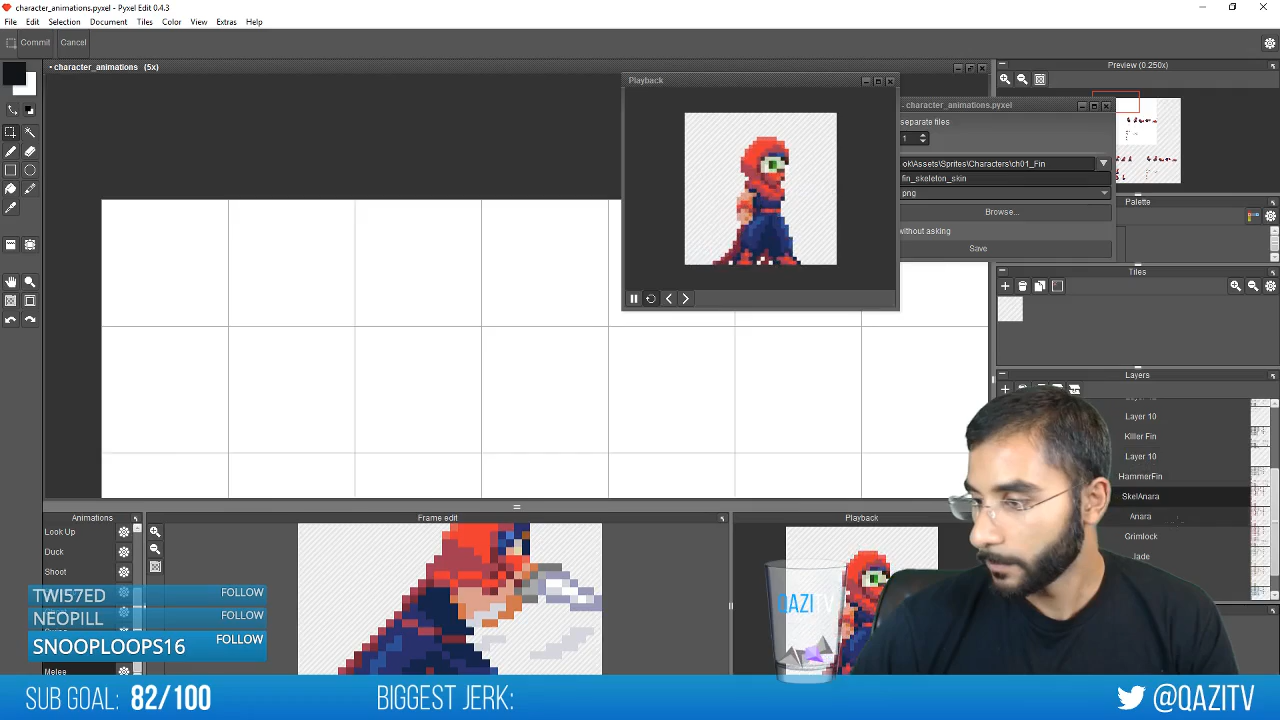 character_animations.pyxel - Pyxel Edit 0.4.3
File Edit Selection Document Tiles Color View Extras Help
Commit Cancel
• character_animations (5x)
Preview (0.250x)
Playback
- character_animations.pyxel
separate files
1
ok\Assets\Sprites\Characters\ch01_Fin
fin_skelelon_skin
png
Browse...
without asking
Save
Palette
Tiles
Layers
Layer 10
Killer Fin
Layer 10
HammerFin
SkelAnara
Anara
Grimlock
Jade
Animations
Look Up
Duck
Shoot
Melee
Frame edit
Playback
QAZITV
TWI57ED FOLLOW
NEOPILL FOLLOW
SNOOPLOOPS16 FOLLOW
SUB GOAL: 82/100
BIGGEST JERK:
@QAZITV